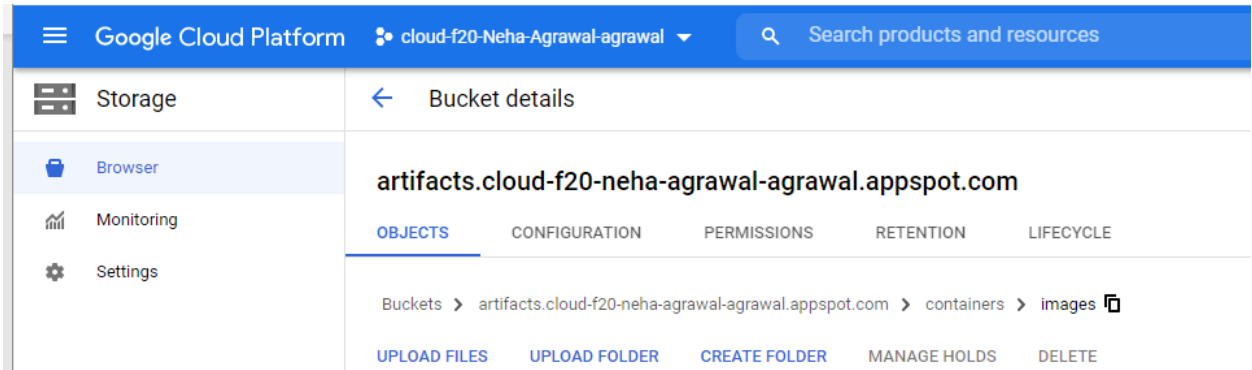 Google Cloud Platform cloud-f20-Neha-Agrawal-agrawal Search products and resources
Storage Bucket details
Browser
artifacts.cloud-f20-neha-agrawal-agrawal.appspot.com
Monitoring
OBJECTS CONFIGURATION PERMISSIONS RETENTION LIFECYCLE
Settings
Buckets > artifacts.cloud-f20-neha-agrawal-agrawal.appspot.com > containers > images
UPLOAD FILES UPLOAD FOLDER CREATE FOLDER MANAGE HOLDS DELETE